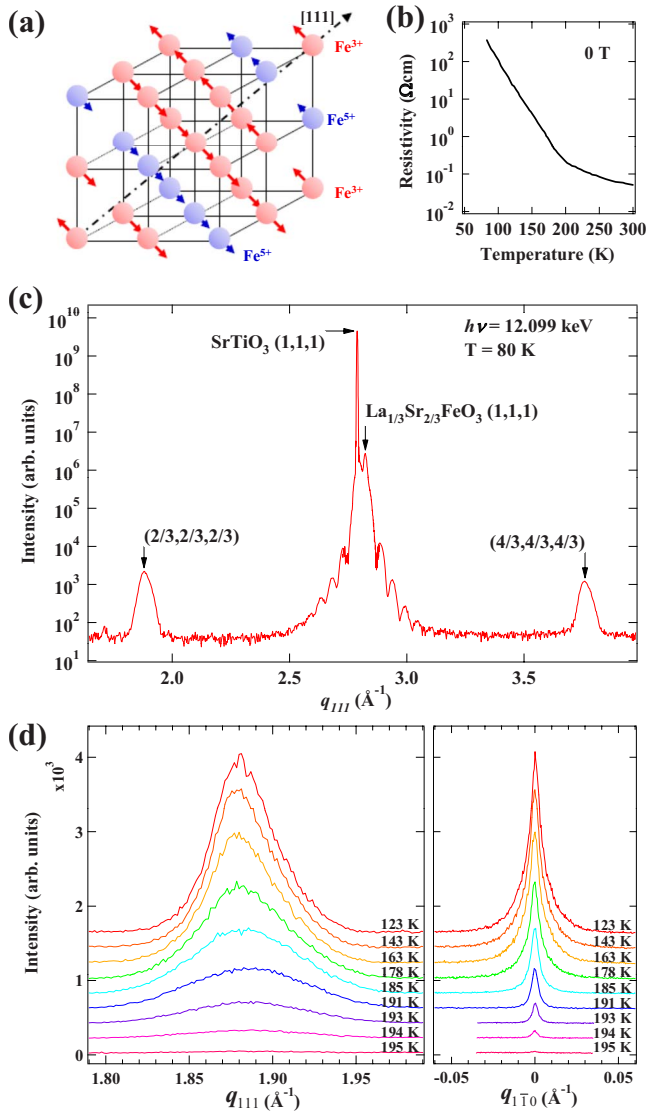 (a)
[111]
Fe³⁺
Fe⁵⁺
Fe³⁺
Fe⁵⁺
(b)
0 T
Resistivity (Ωcm)
10³
10²
10¹
10⁰
10⁻¹
10⁻²
50 100 150 200 250 300
Temperature (K)
(c)
SrTiO₃ (1,1,1)
hν = 12.099 keV
T = 80 K
La₁/₃Sr₂/₃FeO₃ (1,1,1)
(2/3,2/3,2/3)
(4/3,4/3,4/3)
Intensity (arb. units)
10¹⁰
10⁹
10⁸
10⁷
10⁶
10⁵
10⁴
10³
10²
10¹
2.0 2.5 3.0 3.5
q₁₁₁ (Å⁻¹)
(d)
x10³
Intensity (arb. units)
4
2
0
123 K
143 K
163 K
178 K
185 K
191 K
193 K
194 K
195 K
1.80 1.85 1.90 1.95
q₁₁₁ (Å⁻¹)
123 K
143 K
163 K
178 K
185 K
191 K
193 K
194 K
195 K
-0.05 0 0.05
q₁1̅₀ (Å⁻¹)